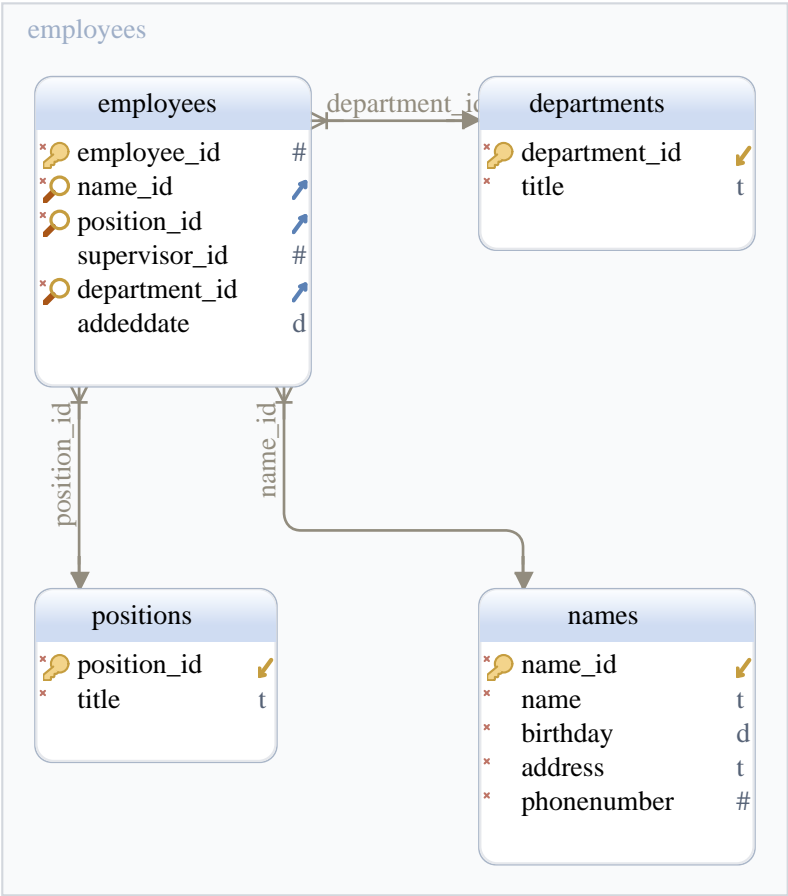 employees
employees
employee_id #
name_id
position_id
supervisor_id #
department_id
addeddate d
department_id
departments
department_id
title t
position_id
name_id
positions
position_id
title t
names
name_id
name t
birthday d
address t
phonenumber #